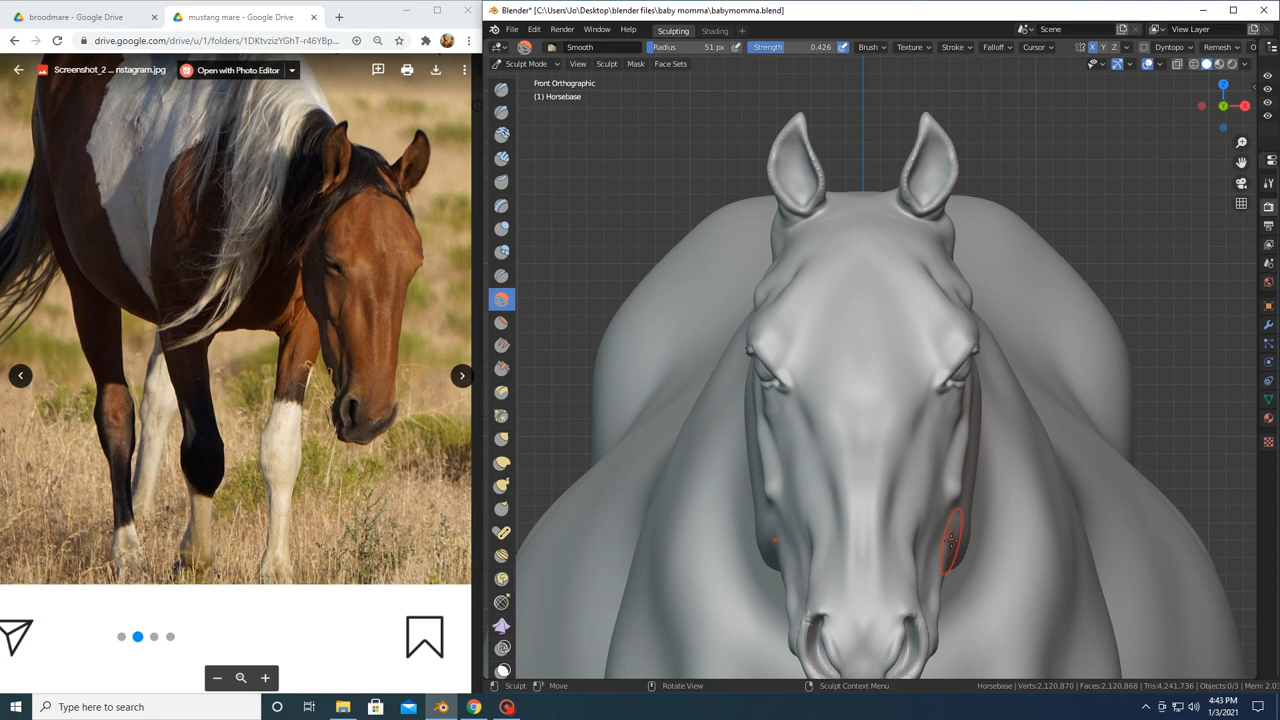 broodmare - Google Drive
mustang mare - Google Drive
drive.google.com/drive/u/1/folders/1DKtvzizYGhT-r46YBp...
Screenshot_2 ... nstagram.jpg
Open with Photo Editor
Blender* [C:\Users\Jo\Desktop\blender files\baby momma\babymomma.blend]
File Edit Render Window Help
Sculpting
Shading
Scene
View Layer
Smooth
Radius 51 px
Strength 0.426
Brush
Texture
Stroke
Falloff
Cursor
X Y Z
Dyntopo
Remesh
Sculpt Mode
View
Sculpt
Mask
Face Sets
Front Orthographic
(1) Horsebase
Z
Y
X
Sculpt
Move
Rotate View
Sculpt Context Menu
Horsebase | Verts:2,120,870 | Faces:2,120,868 | Tris:4,241,736 | Objects:0/3 | Mem: 2.0
Type here to search
4:43 PM
1/3/2021